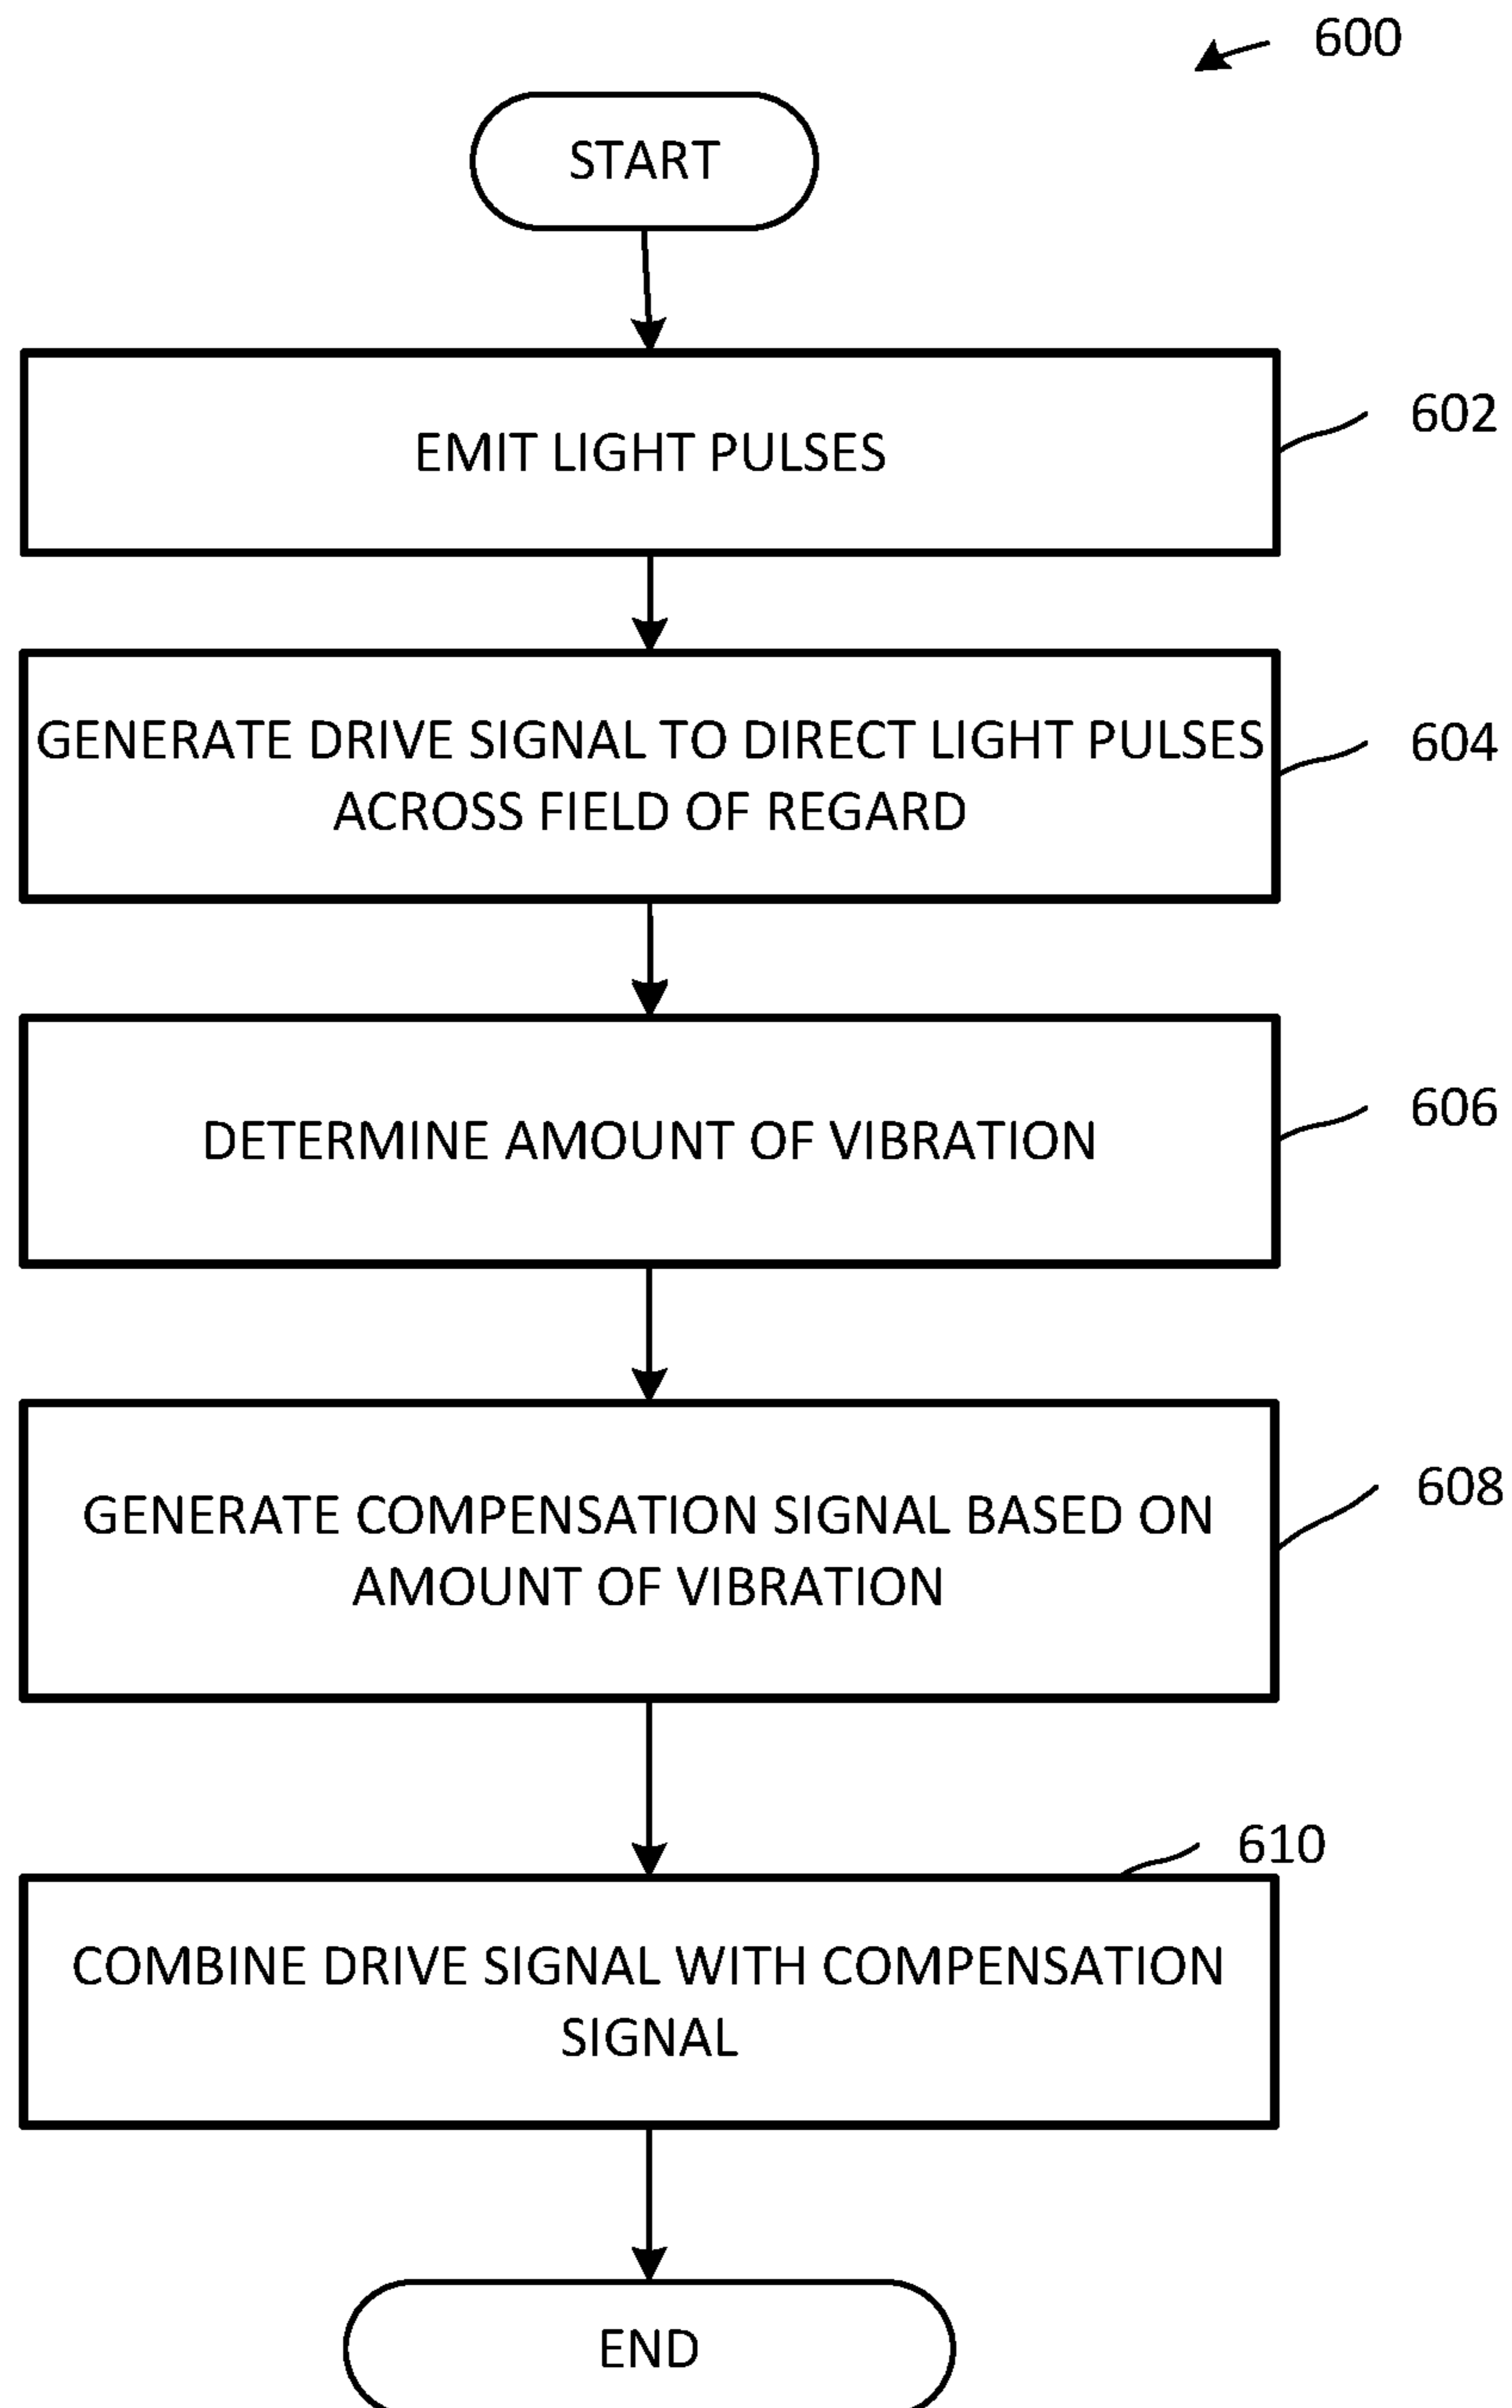 600
START
EMIT LIGHT PULSES
602
GENERATE DRIVE SIGNAL TO DIRECT LIGHT PULSES
ACROSS FIELD OF REGARD
604
DETERMINE AMOUNT OF VIBRATION
606
GENERATE COMPENSATION SIGNAL BASED ON
AMOUNT OF VIBRATION
608
610
COMBINE DRIVE SIGNAL WITH COMPENSATION
SIGNAL
END